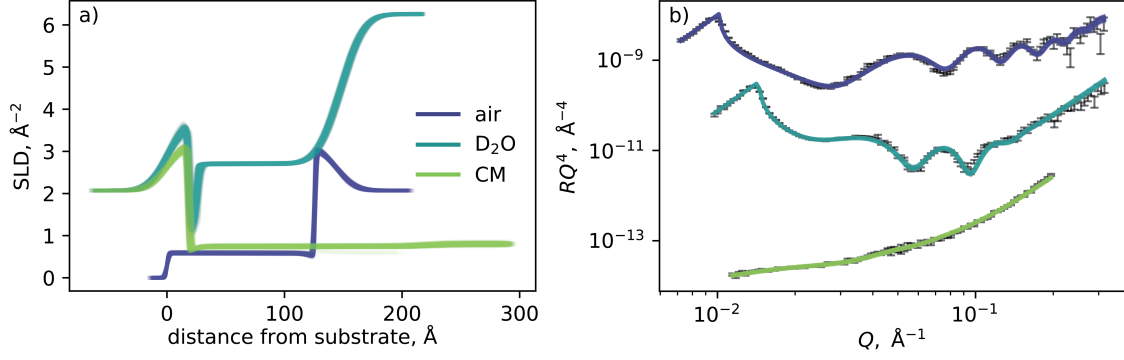 a)
SLD, Å⁻²
6
5
4
3
2
1
0
air
D₂O
CM
0
100
200
300
distance from substrate, Å
b)
RQ⁴, Å⁻⁴
10⁻⁹
10⁻¹¹
10⁻¹³
10⁻²
10⁻¹
Q, Å⁻¹